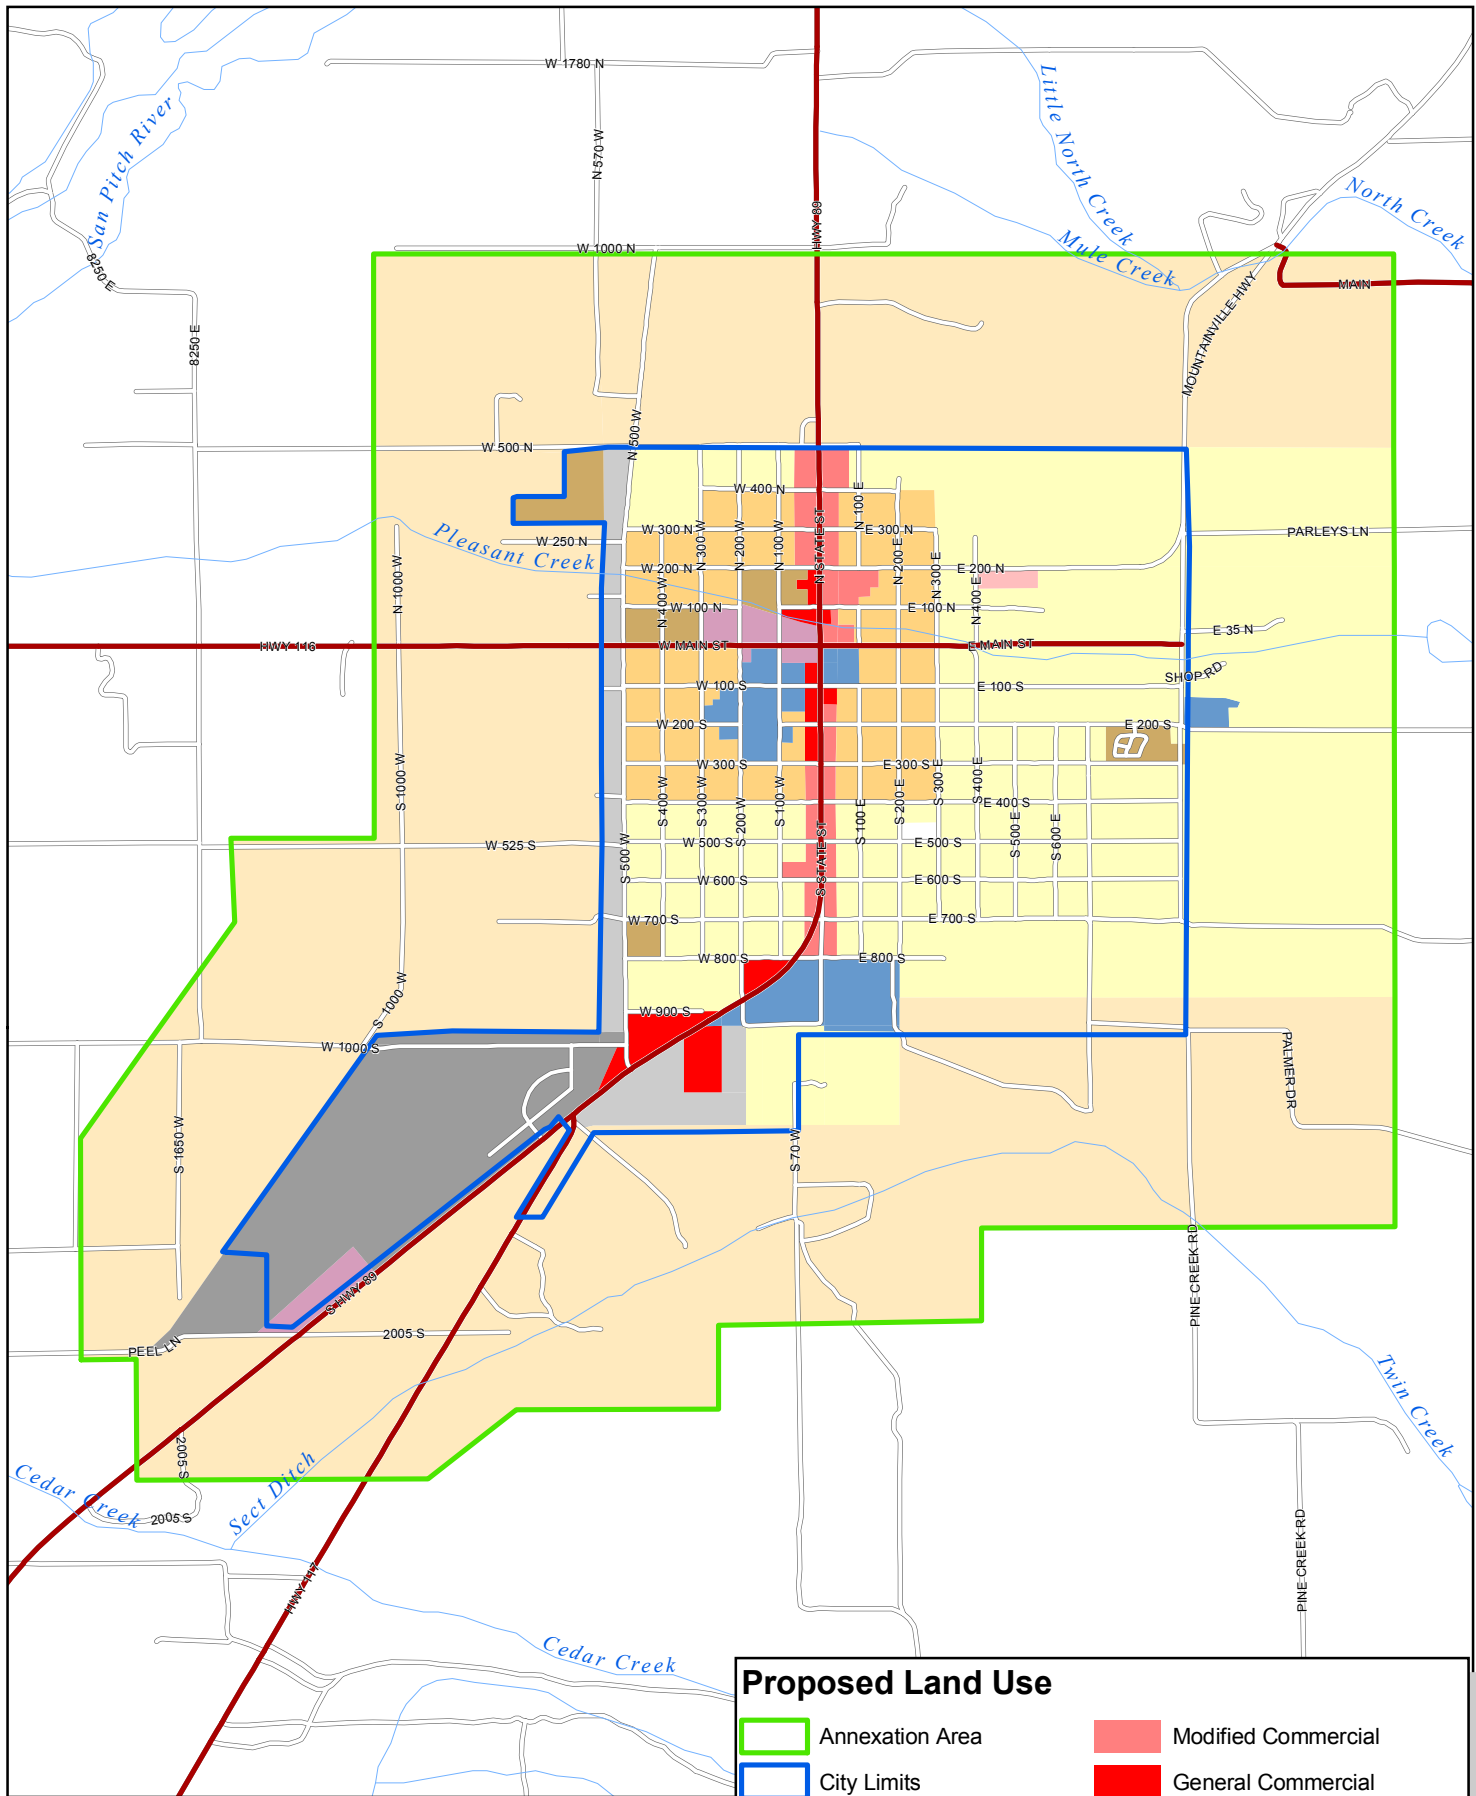 W 1780 N
San Pitch River
N 570 W
Little North Creek
North Creek
HWY 89
Mule Creek
W 1000 N
8250 E
MAIN
8250 E
MOUNTAINVILLE HWY
N 500 W
W 500 N
W 400 N
N 100 E
Pleasant Creek
W 300 N
N 300 W
N 200 W
N 100 W
N STATE ST
E 300 N
PARLEYS LN
W 250 N
N 200 E
W 200 N
E 200 N
N 300 E
N 1000 W
N 400 W
N 400 E
W 100 N
E 100 N
E 35 N
HWY 116
W MAIN ST
E MAIN ST
SHOP RD
W 100 S
E 100 S
W 200 S
E 200 S
W 300 S
E 300 S
S 1000 W
S 400 W
S 300 W
S 200 W
S 100 W
S 100 E
S 200 E
S 300 E
S 400 E
E 400 S
S 500 E
S 600 E
W 525 S
S 500 W
W 500 S
S STATE ST
E 500 S
W 600 S
E 600 S
W 700 S
E 700 S
W 800 S
E 800 S
S 1000 W
W 900 S
W 1000 S
PALMER DR
S 1650 W
S 70 W
PINE CREEK RD
S HWY 89
2005 S
PEEL LN
Twin Creek
2005 S
Sect Ditch
Cedar Creek
2005 S
HWY 117
PINE CREEK RD
Cedar Creek
Proposed Land Use
Annexation Area
Modified Commercial
City Limits
General Commercial